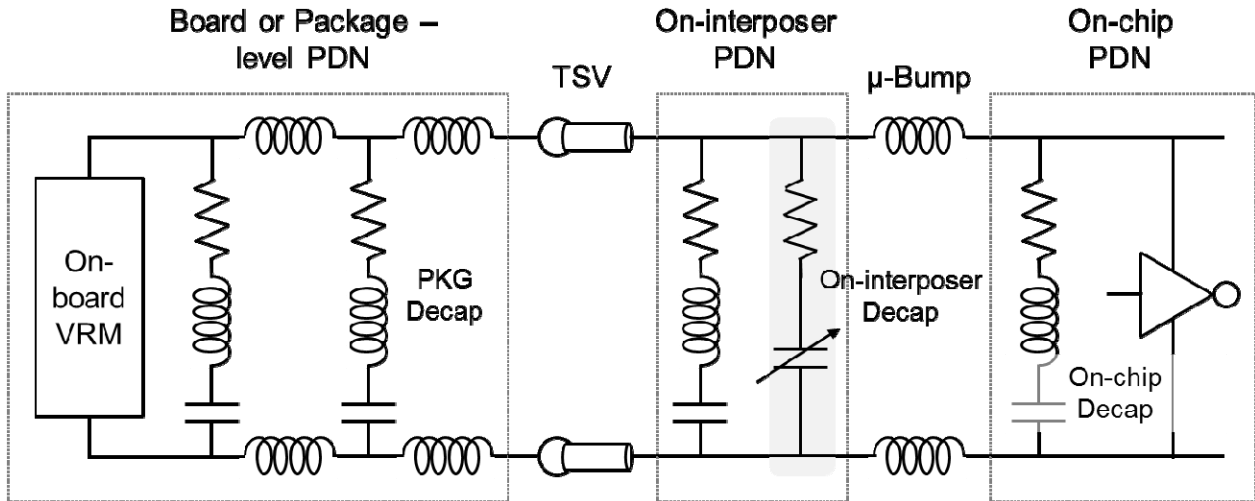 Board or Package –
level PDN
TSV
On-interposer
PDN
μ-Bump
On-chip
PDN
On-
board
VRM
PKG
Decap
On-interposer
Decap
On-chip
Decap